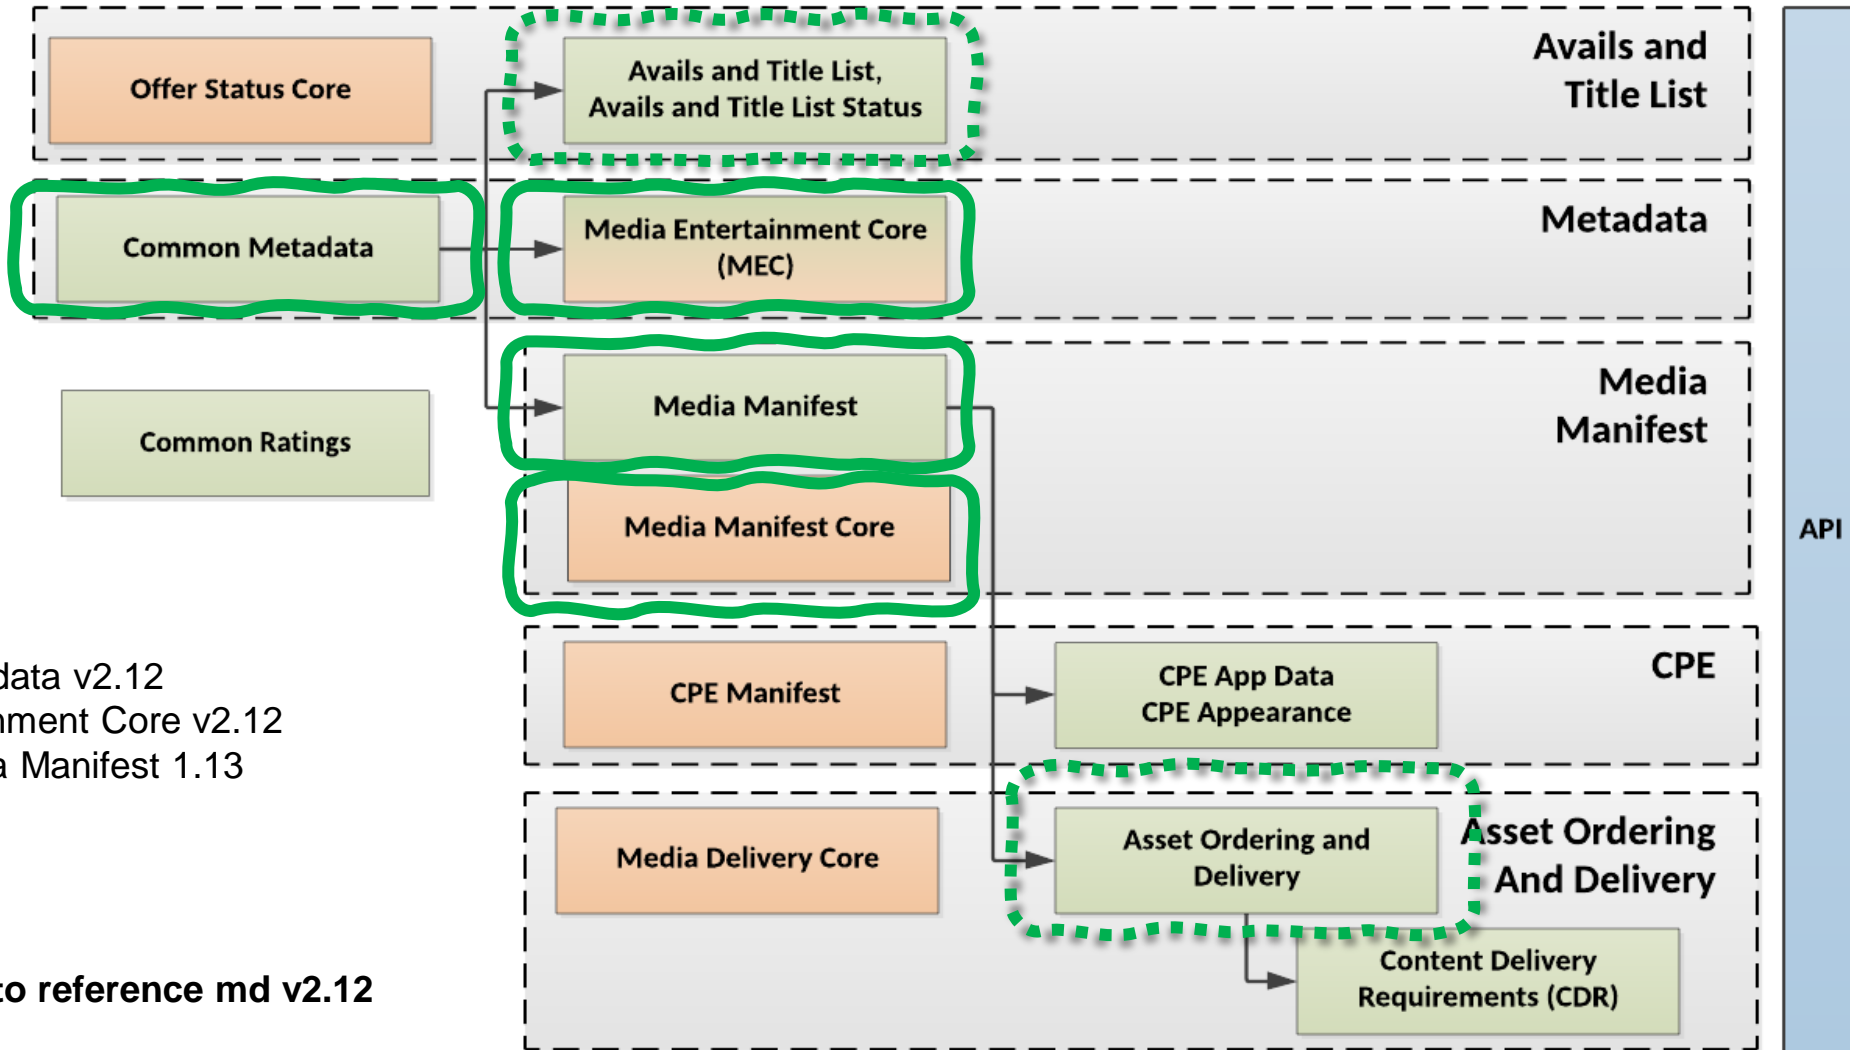 Offer Status Core
Avails and Title List,
Avails and Title List Status
Avails and
Title List
Common Metadata
Media Entertainment Core
(MEC)
Metadata
Common Ratings
Media Manifest
Media
Manifest
Media Manifest Core
API
data v2.12
nment Core v2.12
a Manifest 1.13
CPE Manifest
CPE App Data
CPE Appearance
CPE
Media Delivery Core
Asset Ordering and
Delivery
Asset Ordering
And Delivery
Content Delivery
Requirements (CDR)
to reference md v2.12